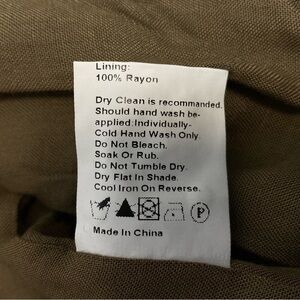 Lining:
100% Rayon
Dry Clean is recommanded.
Should hand wash be-
applied:Individually-
Cold Hand Wash Only.
Do Not Bleach.
Soak Or Rub.
Do Not Tumble Dry.
Dry Flat In Shade.
Cool Iron On Reverse.
P
Made In China